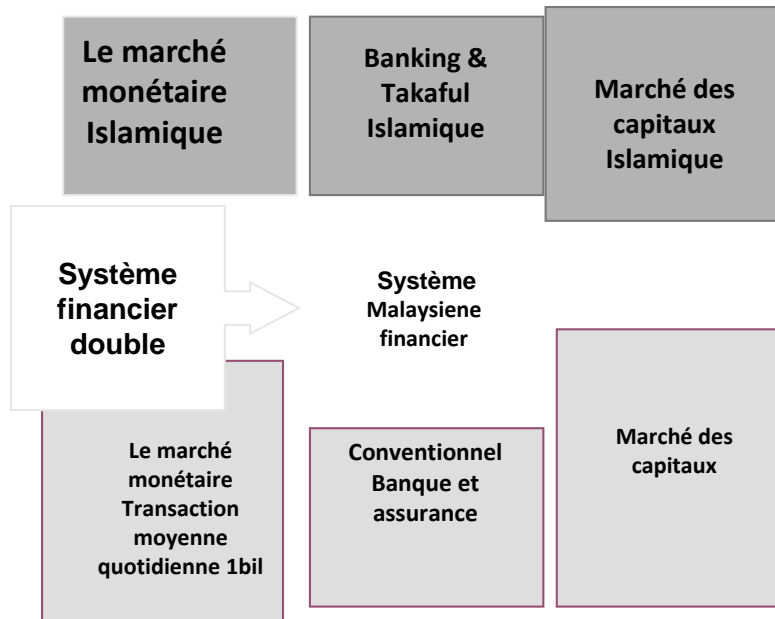 Le marché
monétaire
Islamique
Banking &
Takaful
Islamique
Marché des
capitaux
Islamique
Système
financier
double
Système
Malaysiene
financier
Le marché
monétaire
Transaction
moyenne
quotidienne 1bil
Conventionnel
Banque et
assurance
Marché des
capitaux